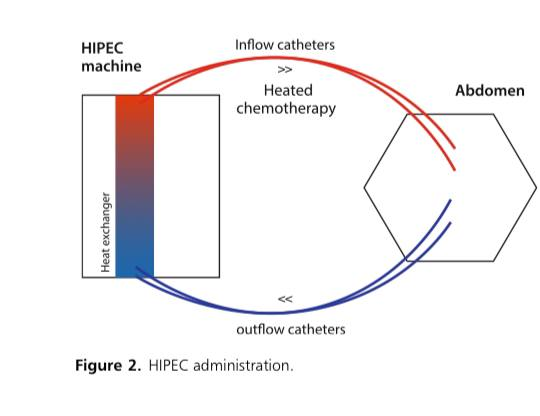 HIPEC
machine
Inflow catheters
>>
Heated
chemotherapy
Abdomen
Heat exchanger
<<
outflow catheters
Figure 2. HIPEC administration.